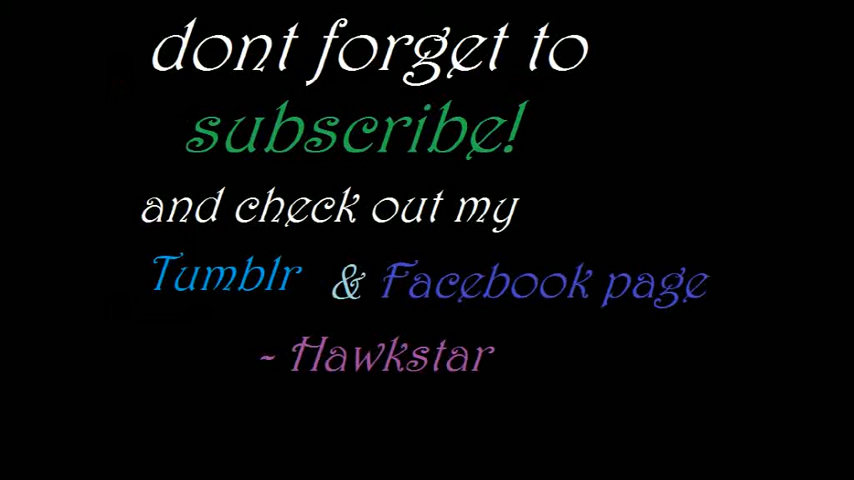 dont forget to
subscribe!
and check out my
Tumblr & Facebook page
- Hawkstar